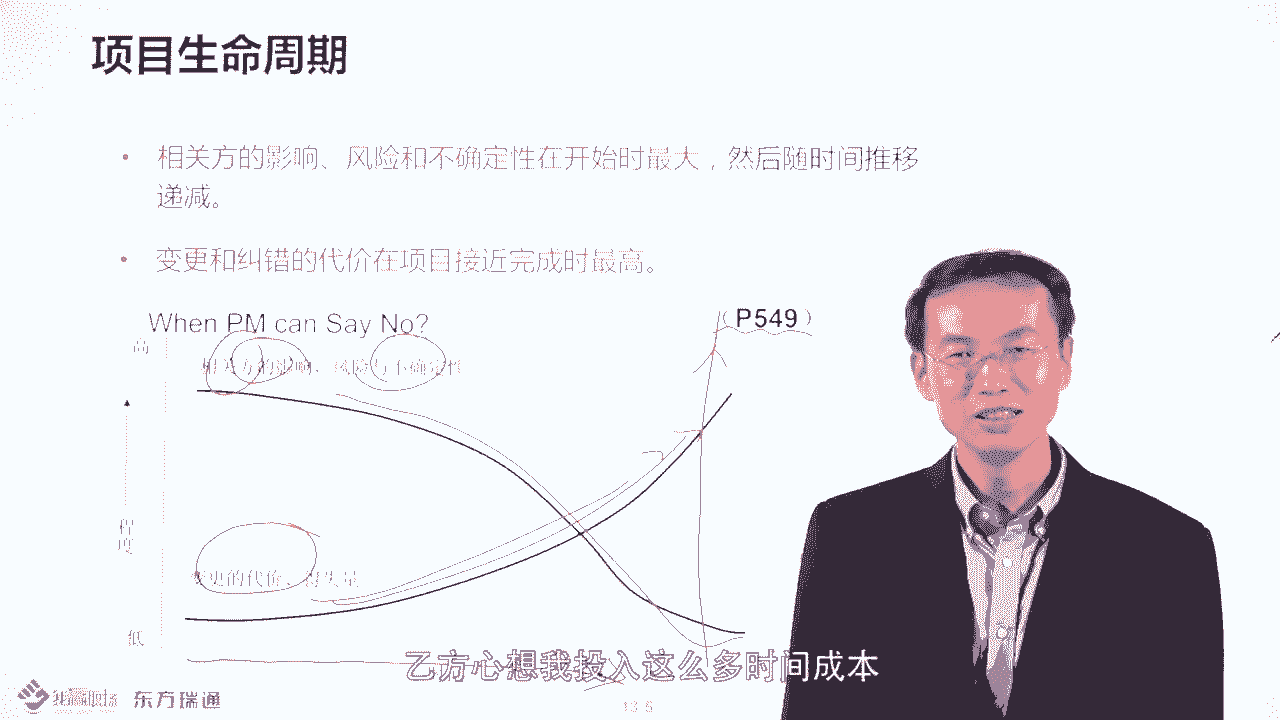 项目生命周期
• 相关方的影响、风险和不确定性在开始时最大，然后随时间推移
递减。
• 变更和纠错的代价在项目接近完成时最高。
When PM can Say No?
（P549）
高
相关方的影响，风险与不确定性
程度
变更的代价、得失量
低
乙方心想我投入这么多时间成本
东方瑞通